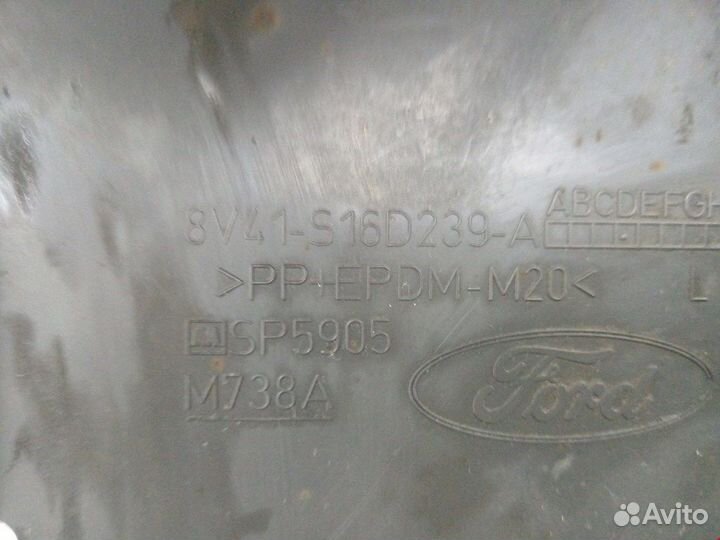 8V41-S16D239-A ABCDEFGH
>PP+EPDM-M20< L
SP5905
M738A
Ford
Avito